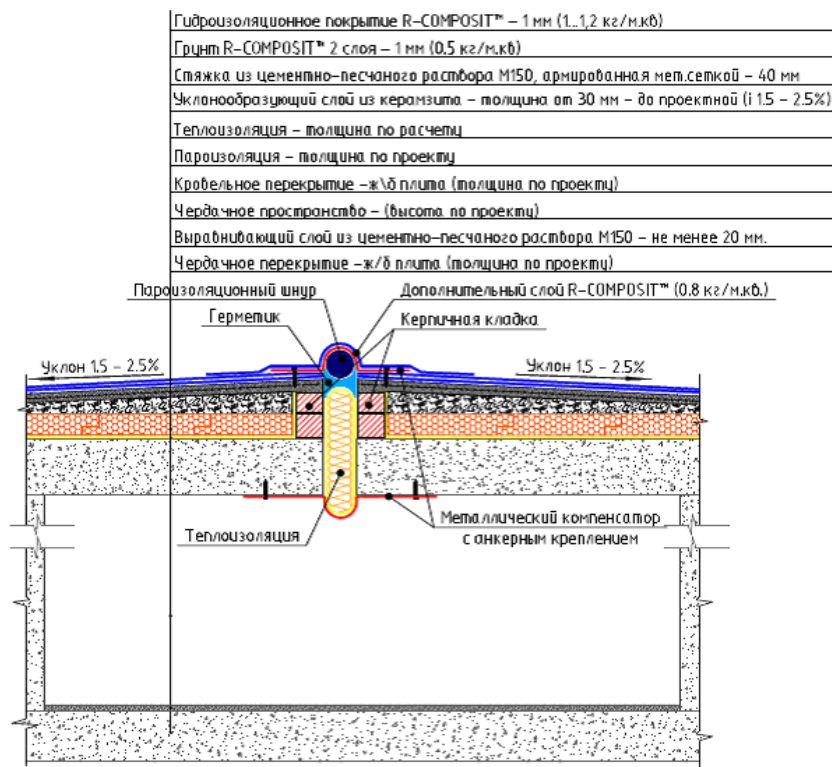 Гидроизоляционное покрытие R-COMPOSIT™ – 1 мм (1...1,2 кг/м.кв)
Грунт R-COMPOSIT™ 2 слоя – 1 мм (0.5 кг/м.кв)
Стяжка из цементно-песчаного раствора М150, армированная мет.сеткой – 40 мм
Уклонообразующий слой из керамзита – толщина от 30 мм – до проектной (i 1.5 – 2.5%)
Теплоизоляция – толщина по расчету
Пароизоляция – толщина по проекту
Кровельное перекрытие –ж\б плита (толщина по проекту)
Чердачное пространство – (высота по проекту)
Выравнивающий слой из цементно-песчаного раствора М150 – не менее 20 мм.
Чердачное перекрытие –ж/б плита (толщина по проекту)
Пароизоляционный шнур
Дополнительный слой R-COMPOSIT™ (0.8 кг/м.кв.)
Герметик
Кирпичная кладка
Уклон 1.5 – 2.5%
Уклон 1.5 – 2.5%
Теплоизоляция
Металлический компенсатор
с анкерным креплением